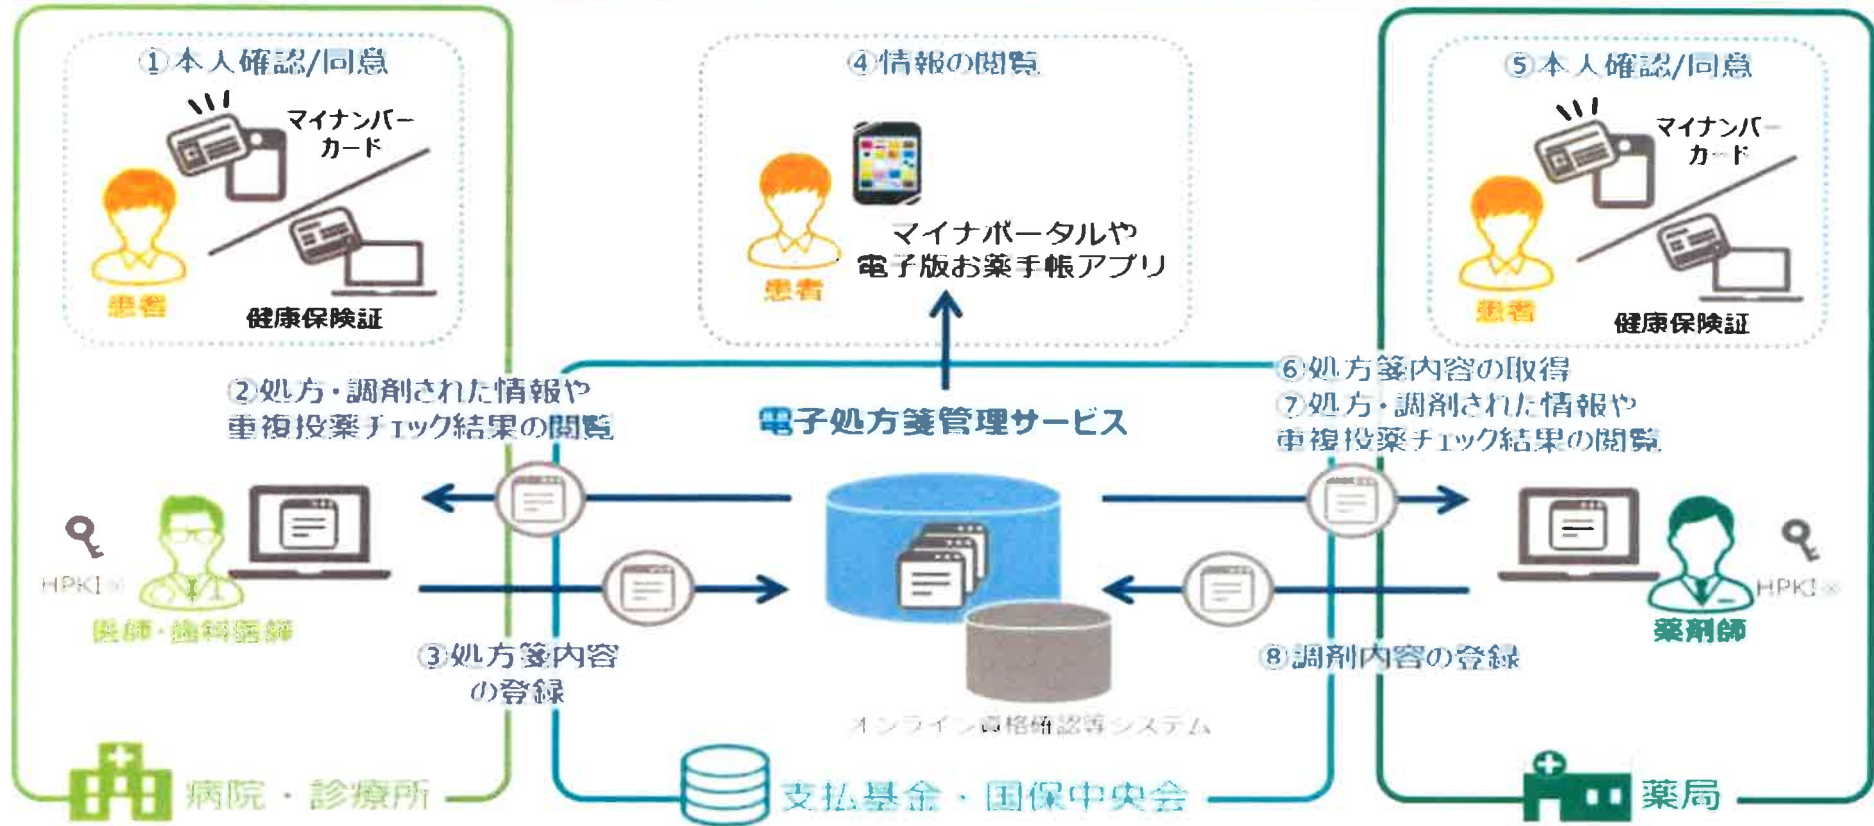 ①本人確認/同意
マイナンバー
カード
患者
健康保険証
②処方・調剤された情報や
重複投薬チェック結果の閲覧
HPKI※
医師・歯科医師
③処方箋内容
の登録
病院・診療所
④情報の閲覧
マイナポータルや
電子版お薬手帳アプリ
患者
電子処方箋管理サービス
オンライン資格確認等システム
支払基金・国保中央会
⑤本人確認/同意
マイナンバー
カード
患者
健康保険証
⑥処方箋内容の取得
⑦処方・調剤された情報や
重複投薬チェック結果の閲覧
HPKI※
薬剤師
⑧調剤内容の登録
薬局